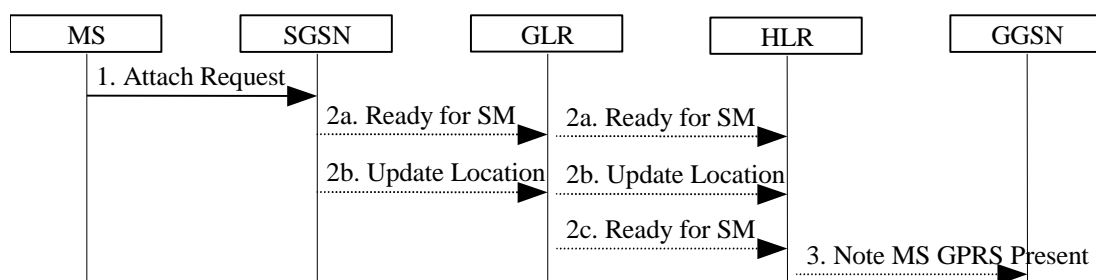 MS SGSN GLR HLR GGSN
1. Attach Request
2a. Ready for SM 2a. Ready for SM
2b. Update Location 2b. Update Location
2c. Ready for SM
3. Note MS GPRS Present